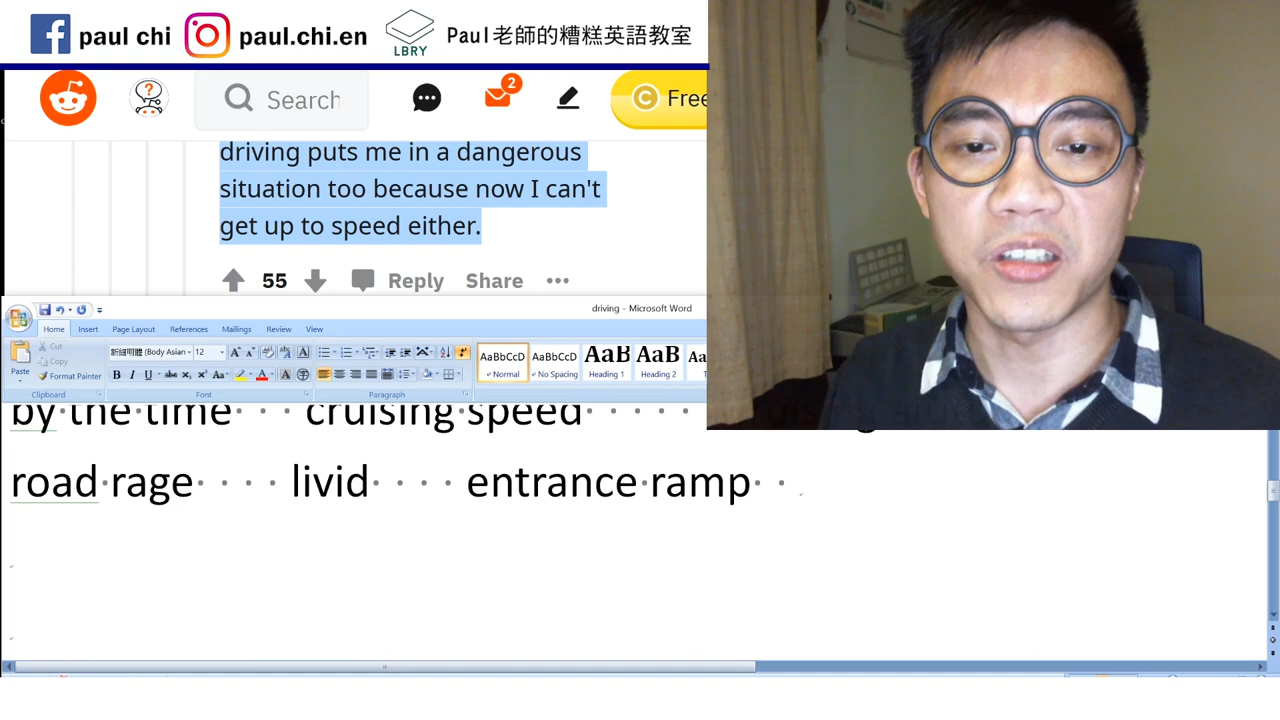 paul chi paul.chi.en LBRY Paul老師的糟糕英語教室
Search 2 Free
driving puts me in a dangerous
situation too because now I can't
get up to speed either.
55 Reply Share
driving - Microsoft Word
Home Insert Page Layout References Mailings Review View
Cut
Copy
Format Painter
Paste
新細明體 (Body Asian 12
AaBbCcD AaBbCcD AaBb AaB
Normal No Spacing Heading 1 Heading 2
Clipboard Font Paragraph
by the time cruising speed
road rage livid entrance ramp